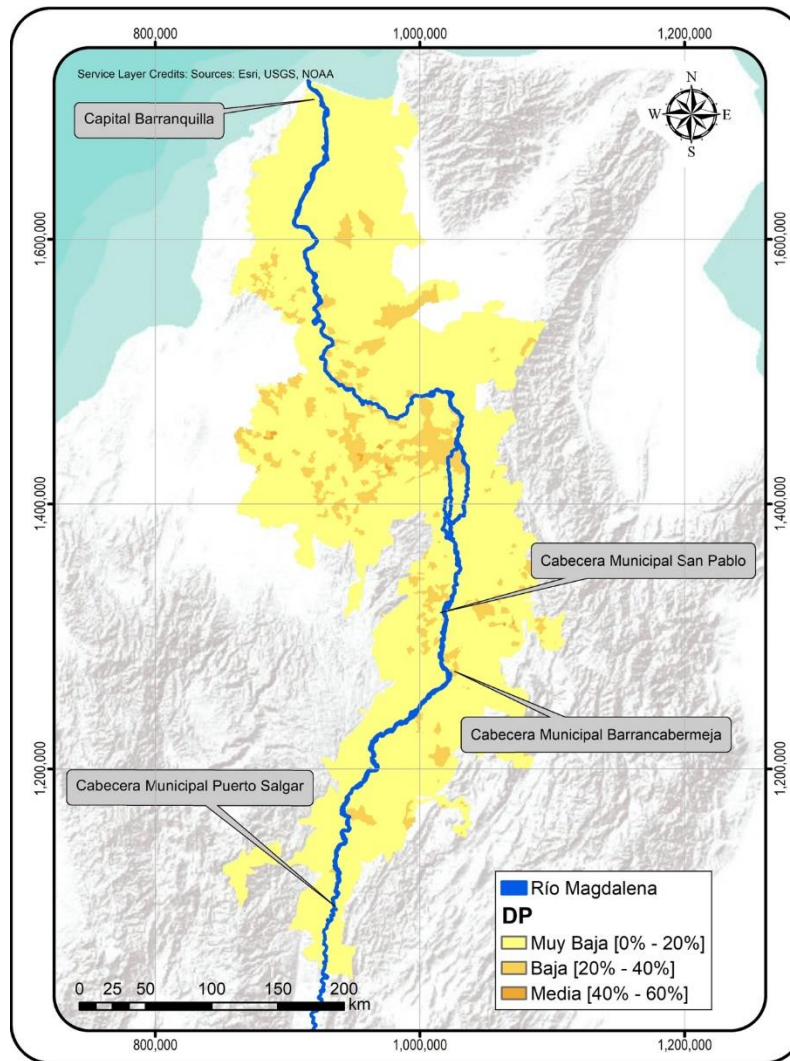 800,000 1,000,000 1,200,000
Service Layer Credits: Sources: Esri, USGS, NOAA
N
W E
S
Capital Barranquilla
1,600,000 1,600,000
1,400,000 1,400,000
Cabecera Municipal San Pablo
Cabecera Municipal Barrancabermeja
1,200,000 1,200,000
Cabecera Municipal Puerto Salgar
Río Magdalena
DP
Muy Baja [0% - 20%]
Baja [20% - 40%]
Media [40% - 60%]
0 25 50 100 150 200
km
800,000 1,000,000 1,200,000